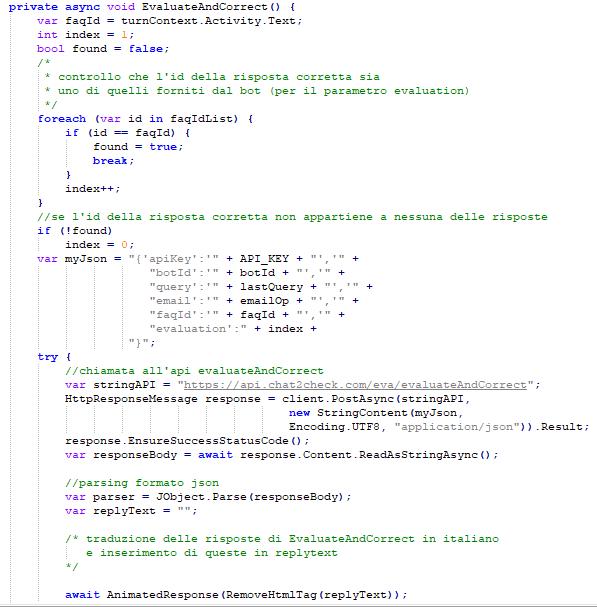 private async void EvaluateAndCorrect() {
var faqId = turnContext.Activity.Text;
int index = 1;
bool found = false;
/*
* controllo che l'id della risposta corretta sia
* uno di quelli forniti dal bot (per il parametro evaluation)
*/
foreach (var id in faqIdList) {
if (id == faqId) {
found = true;
break;
}
index++;
}
//se l'id della risposta corretta non appartiene a nessuna delle risposte
if (!found)
index = 0;
var myJson = "{'apiKey':'" + API_KEY + "','" +
"botId':'" + botId + "','" +
"query':'" + lastQuery + "','" +
"email':'" + emailOp + "','" +
"faqId':'" + faqId + "','" +
"evaluation':" + index +
"}";
try {
//chiamata all'api evaluateAndCorrect
var stringAPI = "https://api.chat2check.com/eva/evaluateAndCorrect";
HttpResponseMessage response = client.PostAsync(stringAPI,
new StringContent(myJson,
Encoding.UTF8, "application/json")).Result;
response.EnsureSuccessStatusCode();
var responseBody = await response.Content.ReadAsStringAsync();
//parsing formato json
var parser = JObject.Parse(responseBody);
var replyText = "";
/* traduzione delle risposte di EvaluateAndCorrect in italiano
e inserimento di queste in replytext
*/
await AnimatedResponse(RemoveHtmlTag(replyText));